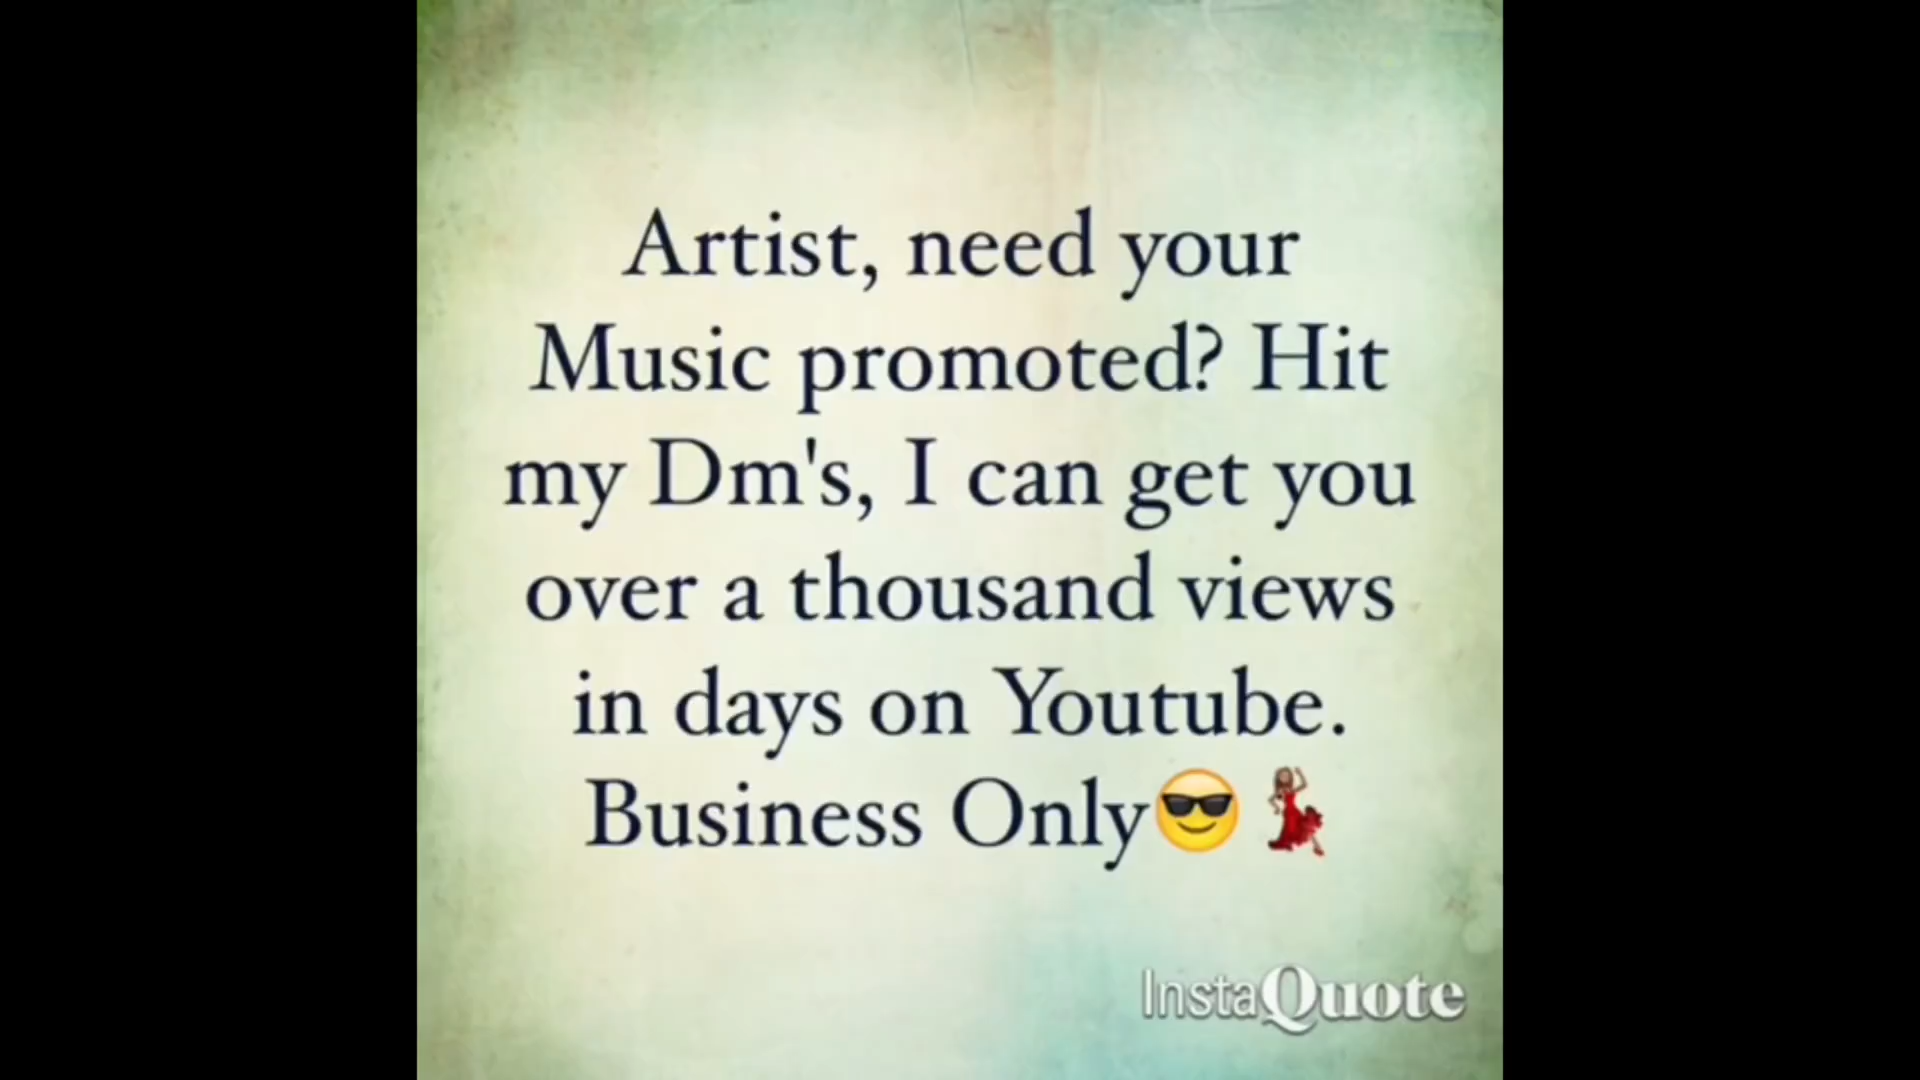 Artist, need your
Music promoted? Hit
my Dm's, I can get you
over a thousand views
in days on Youtube.
Business Only😎💃
InstaQuote